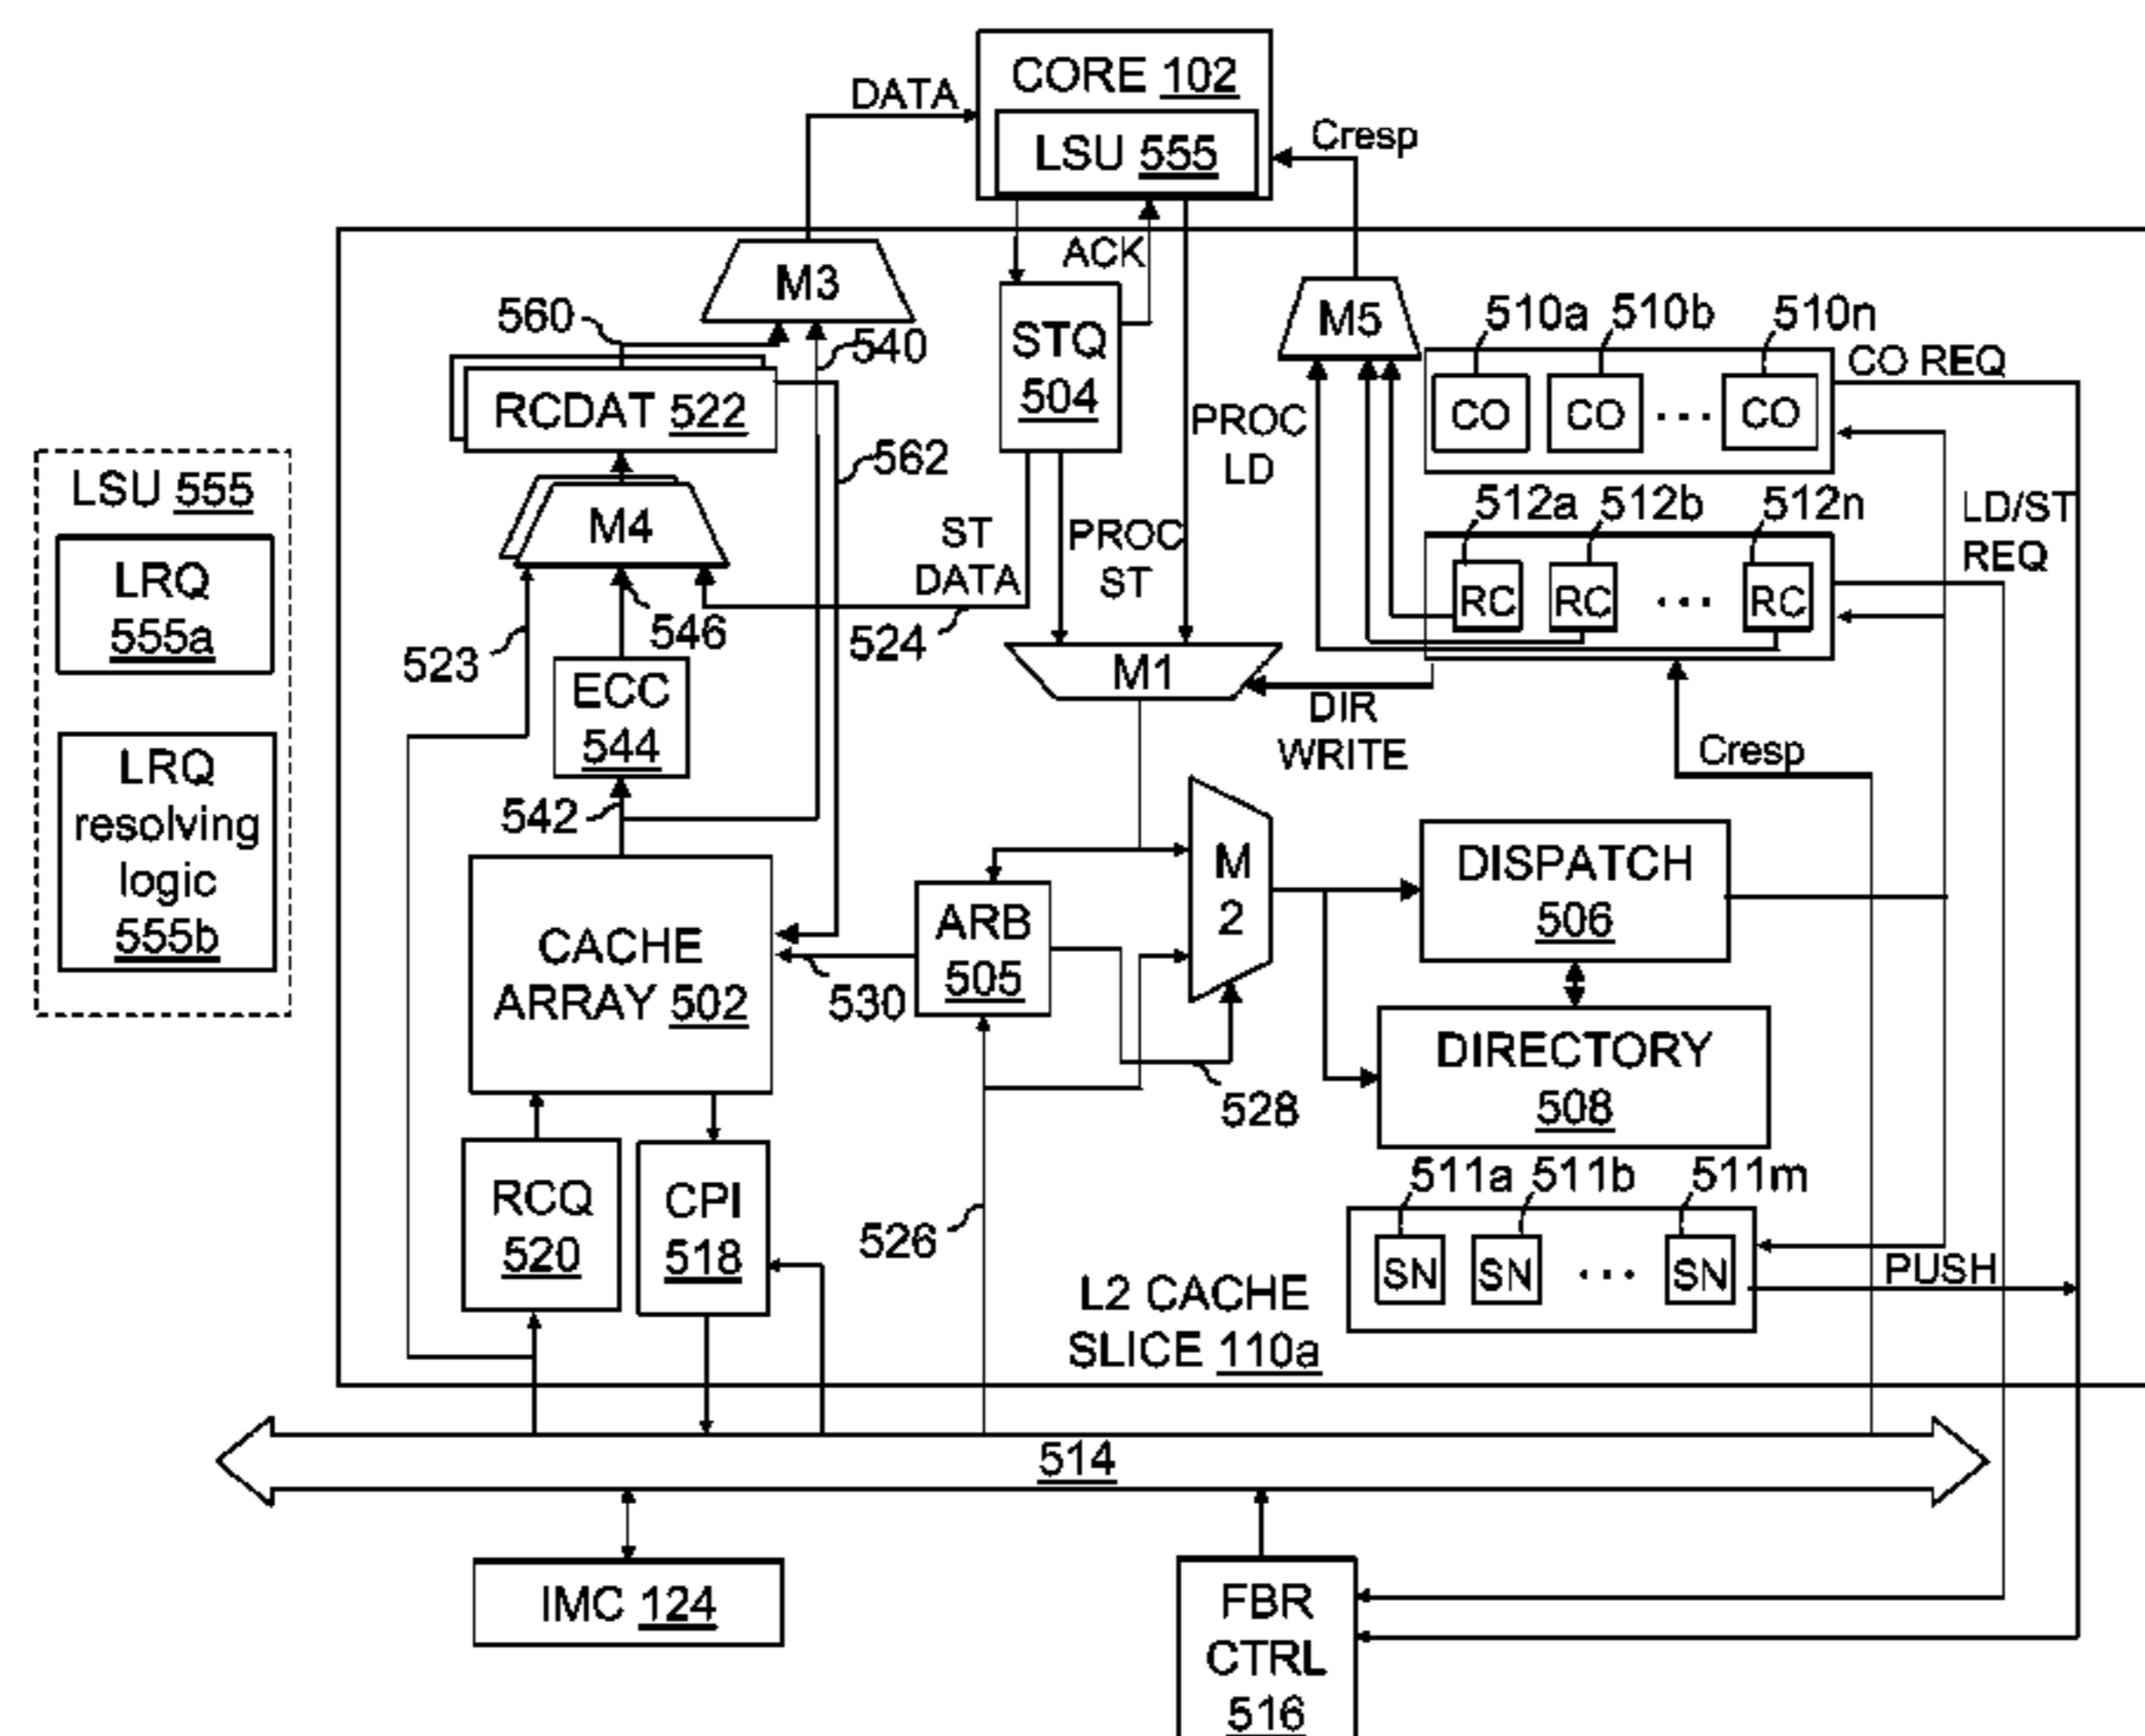 CORE 102
LSU 555
DATA
Cresp
ACK
M3
560
540
STQ
504
M5
510a
510b
510n
CO REQ
CO
CO
...
CO
RCDAT 522
562
PROC
LD
LSU 555
LRQ
555a
LRQ
resolving
logic
555b
M4
ST
DATA
PROC
ST
512a
512b
512n
LD/ST
REQ
RC
RC
...
RC
523
546
524
ECC
544
M1
DIR
WRITE
Cresp
542
CACHE
ARRAY 502
530
ARB
505
M
2
528
DISPATCH
506
DIRECTORY
508
RCQ
520
CPI
518
526
511a
511b
511m
SN
SN
...
SN
PUSH
L2 CACHE
SLICE 110a
514
IMC 124
FBR
CTRL
516